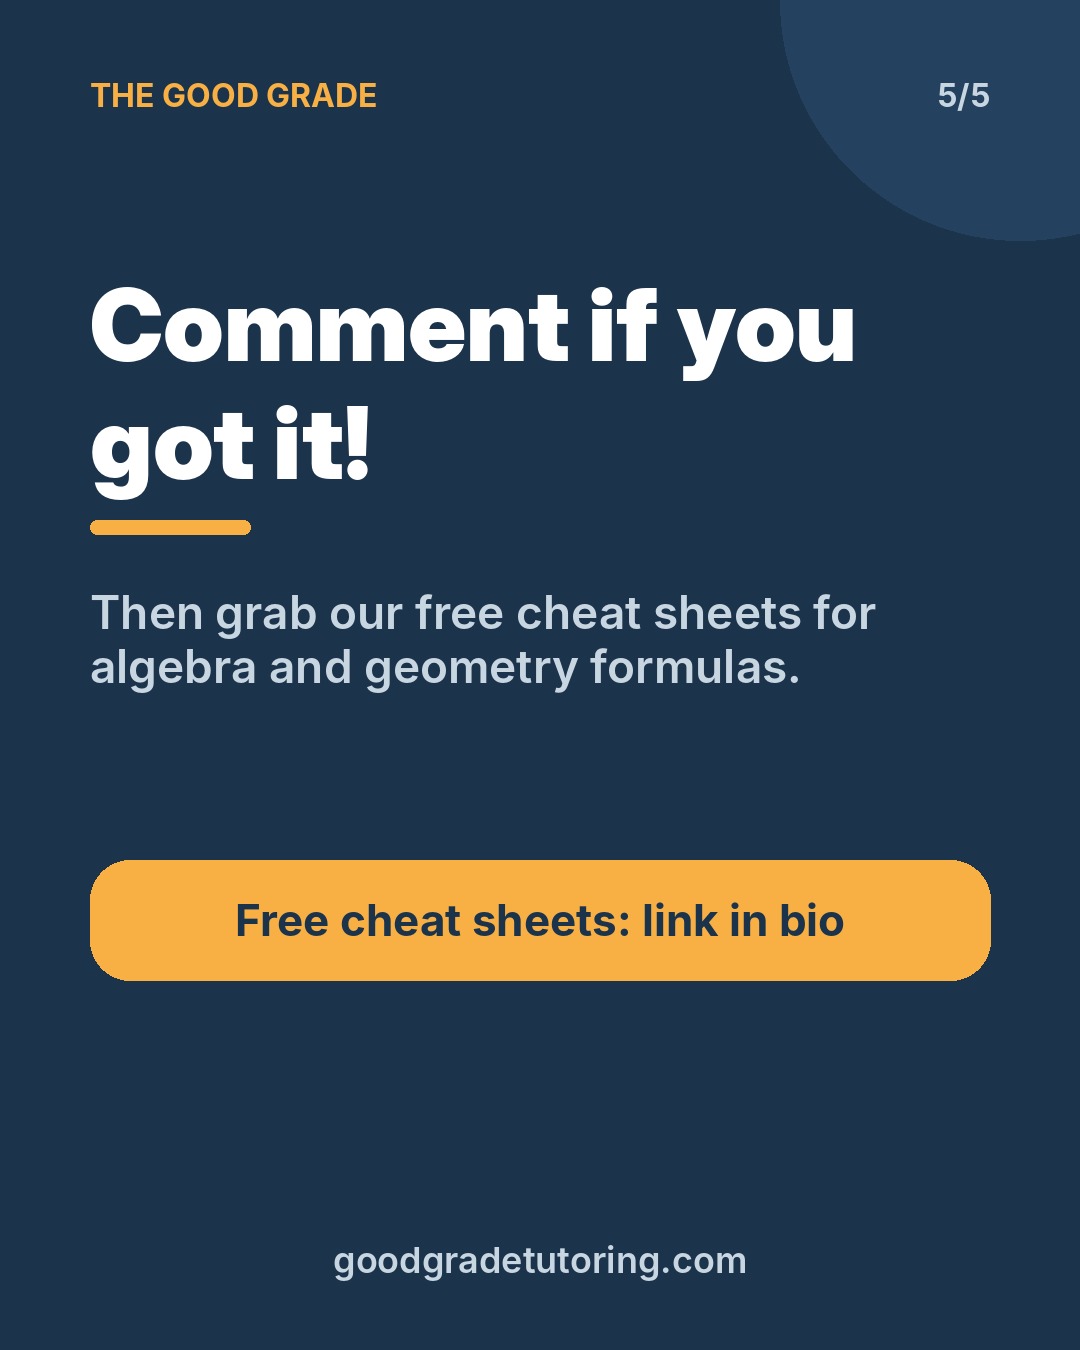 THE GOOD GRADE
5/5
Comment if you
got it!
Then grab our free cheat sheets for
algebra and geometry formulas.
Free cheat sheets: link in bio
goodgradetutoring.com